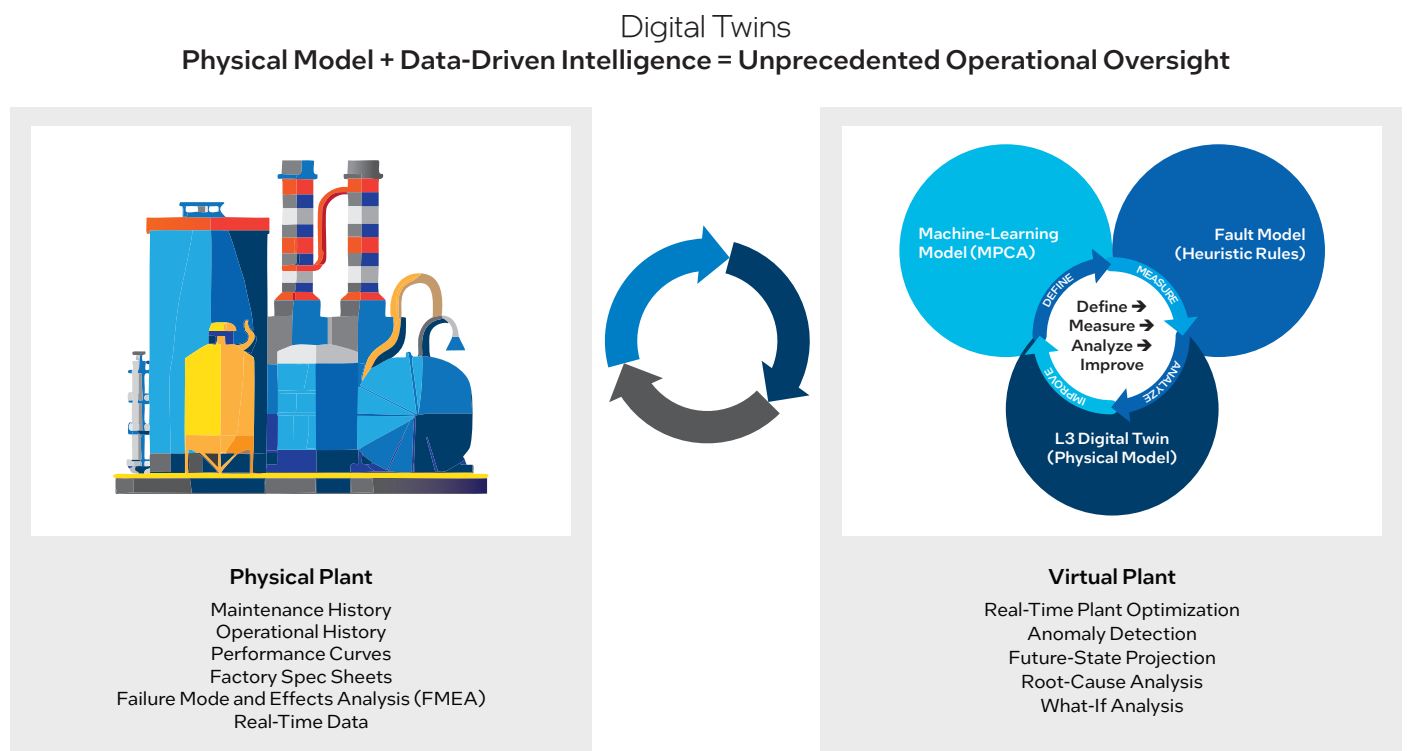 Digital Twins
Physical Model + Data-Driven Intelligence = Unprecedented Operational Oversight
Physical Plant
Maintenance History
Operational History
Performance Curves
Factory Spec Sheets
Failure Mode and Effects Analysis (FMEA)
Real-Time Data
Machine-Learning
Model (MPCA)
Fault Model
(Heuristic Rules)
DEFINE
MEASURE
ANALYZE
IMPROVE
Define ➔
Measure ➔
Analyze ➔
Improve
L3 Digital Twin
(Physical Model)
Virtual Plant
Real-Time Plant Optimization
Anomaly Detection
Future-State Projection
Root-Cause Analysis
What-If Analysis